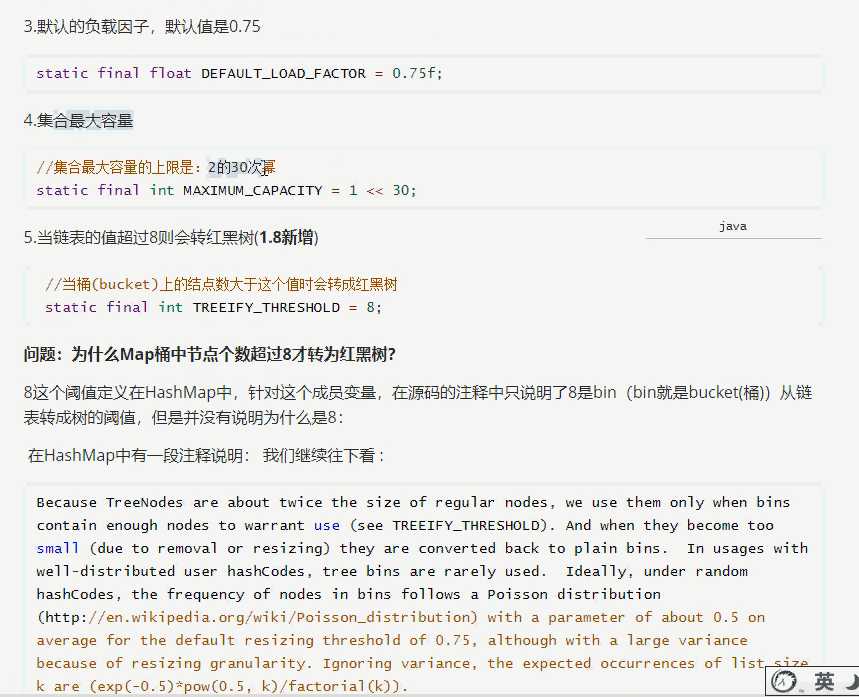 3.默认的负载因子，默认值是0.75
static final float DEFAULT_LOAD_FACTOR = 0.75f;
4.集合最大容量
//集合最大容量的上限是：2的30次幂
static final int MAXIMUM_CAPACITY = 1 << 30;
java
5.当链表的值超过8则会转红黑树(1.8新增)
//当桶(bucket)上的结点数大于这个值时会转成红黑树
static final int TREEIFY_THRESHOLD = 8;
问题：为什么Map桶中节点个数超过8才转为红黑树？
8这个阈值定义在HashMap中，针对这个成员变量，在源码的注释中只说明了8是bin（bin就是bucket(桶)）从链
表转成树的阈值，但是并没有说明为什么是8：
在HashMap中有一段注释说明： 我们继续往下看：
Because TreeNodes are about twice the size of regular nodes, we use them only when bins
contain enough nodes to warrant use (see TREEIFY_THRESHOLD). And when they become too
small (due to removal or resizing) they are converted back to plain bins.  In usages with
well-distributed user hashCodes, tree bins are rarely used.  Ideally, under random
hashCodes, the frequency of nodes in bins follows a Poisson distribution
(http://en.wikipedia.org/wiki/Poisson_distribution) with a parameter of about 0.5 on
average for the default resizing threshold of 0.75, although with a large variance
because of resizing granularity. Ignoring variance, the expected occurrences of list size
k are (exp(-0.5)*pow(0.5, k)/factorial(k)).
英